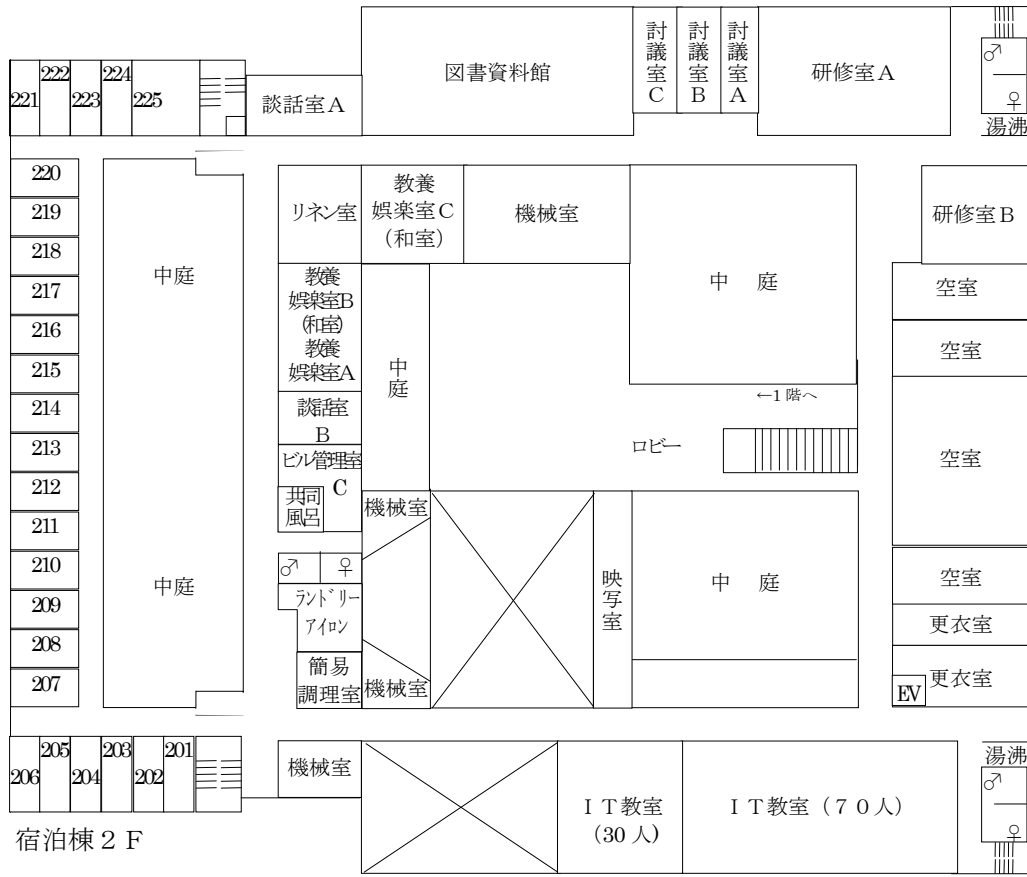 図書資料館
討議室C
討議室B
討議室A
研修室A
♂
♀
湯沸
222
224
221
223
225
談話室A
220
219
218
217
216
215
214
213
212
211
210
209
208
207
中庭
中庭
リネン室
教養
娯楽室C
(和室)
機械室
中 庭
研修室B
教養
娯楽室B
(和室)
教養
娯楽室A
中庭
空室
空室
談話室
B
←1階へ
ロビー
空室
ビル管理室
C
共同
風呂
機械室
♂
♀
ランドリー
アイロン
映写室
中 庭
空室
更衣室
簡易
調理室
機械室
更衣室
EV
205
203
201
206
204
202
機械室
IT教室
(30人)
IT教室(70人)
湯沸
♂
♀
宿泊棟2F